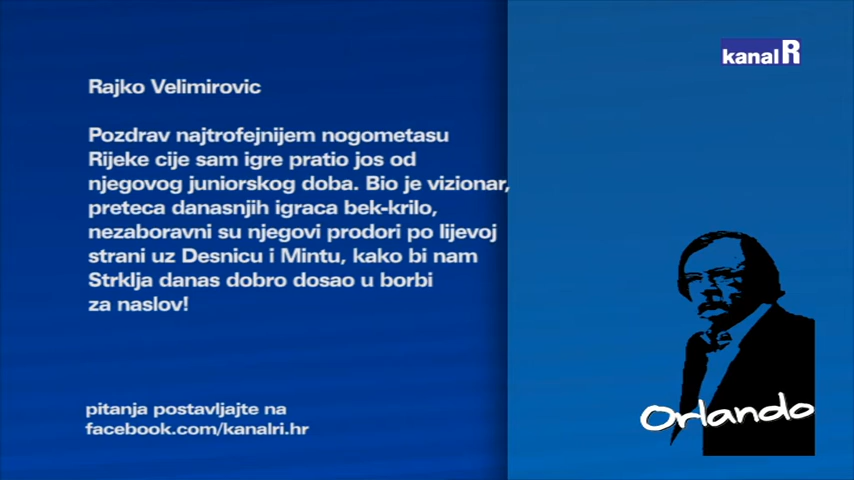 kanal R
Rajko Velimirovic
Pozdrav najtrofejnijem nogometasu
Rijeke cije sam igre pratio jos od
njegovog juniorskog doba. Bio je vizionar,
preteca danasnjih igraca bek-krilo,
nezaboravni su njegovi prodori po lijevoj
strani uz Desnicu i Mintu, kako bi nam
Strklja danas dobro dosao u borbi
za naslov!
pitanja postavljajte na
facebook.com/kanalri.hr
Orlando